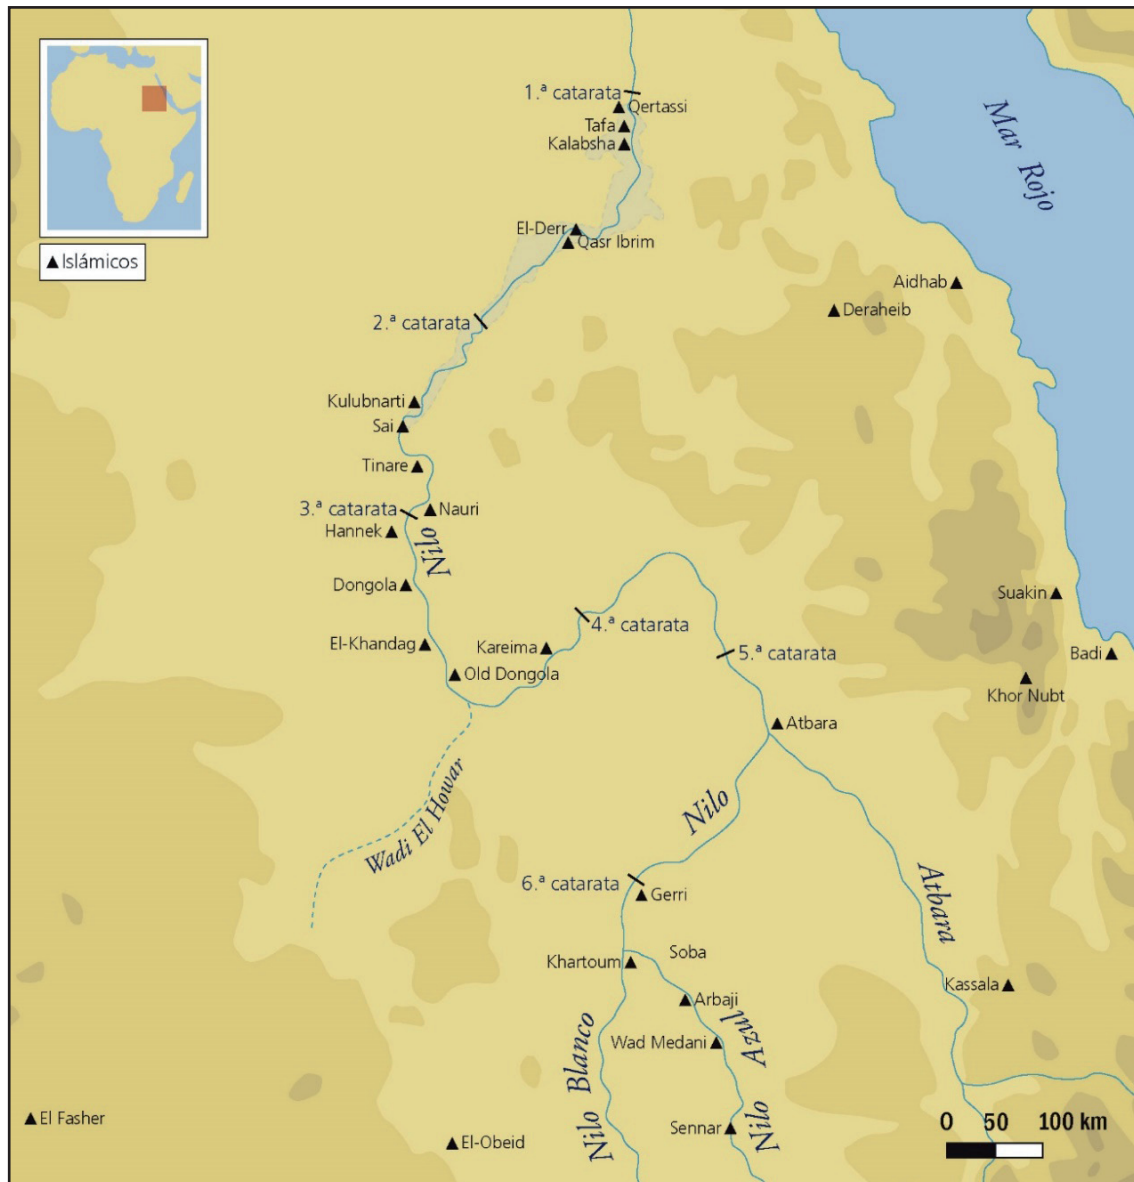 1.ª catarata
Qertassi
Tafa
Kalabsha
Mar Rojo
Islámicos
El-Derr
Qasr Ibrim
Aidhab
Deraheib
2.ª catarata
Kulubnarti
Sai
Tinare
3.ª catarata
Nauri
Hannek
Nilo
Dongola
Suakin
4.ª catarata
El-Khandag
Kareima
5.ª catarata
Badi
Old Dongola
Khor Nubt
Atbara
Wadi El Howar
Nilo
6.ª catarata
Gerri
Atbara
Soba
Khartoum
Kassala
Arbaji
Wad Medani
Nilo Blanco
Nilo Azul
El Fasher
Sennar
El-Obeid
0 50 100 km